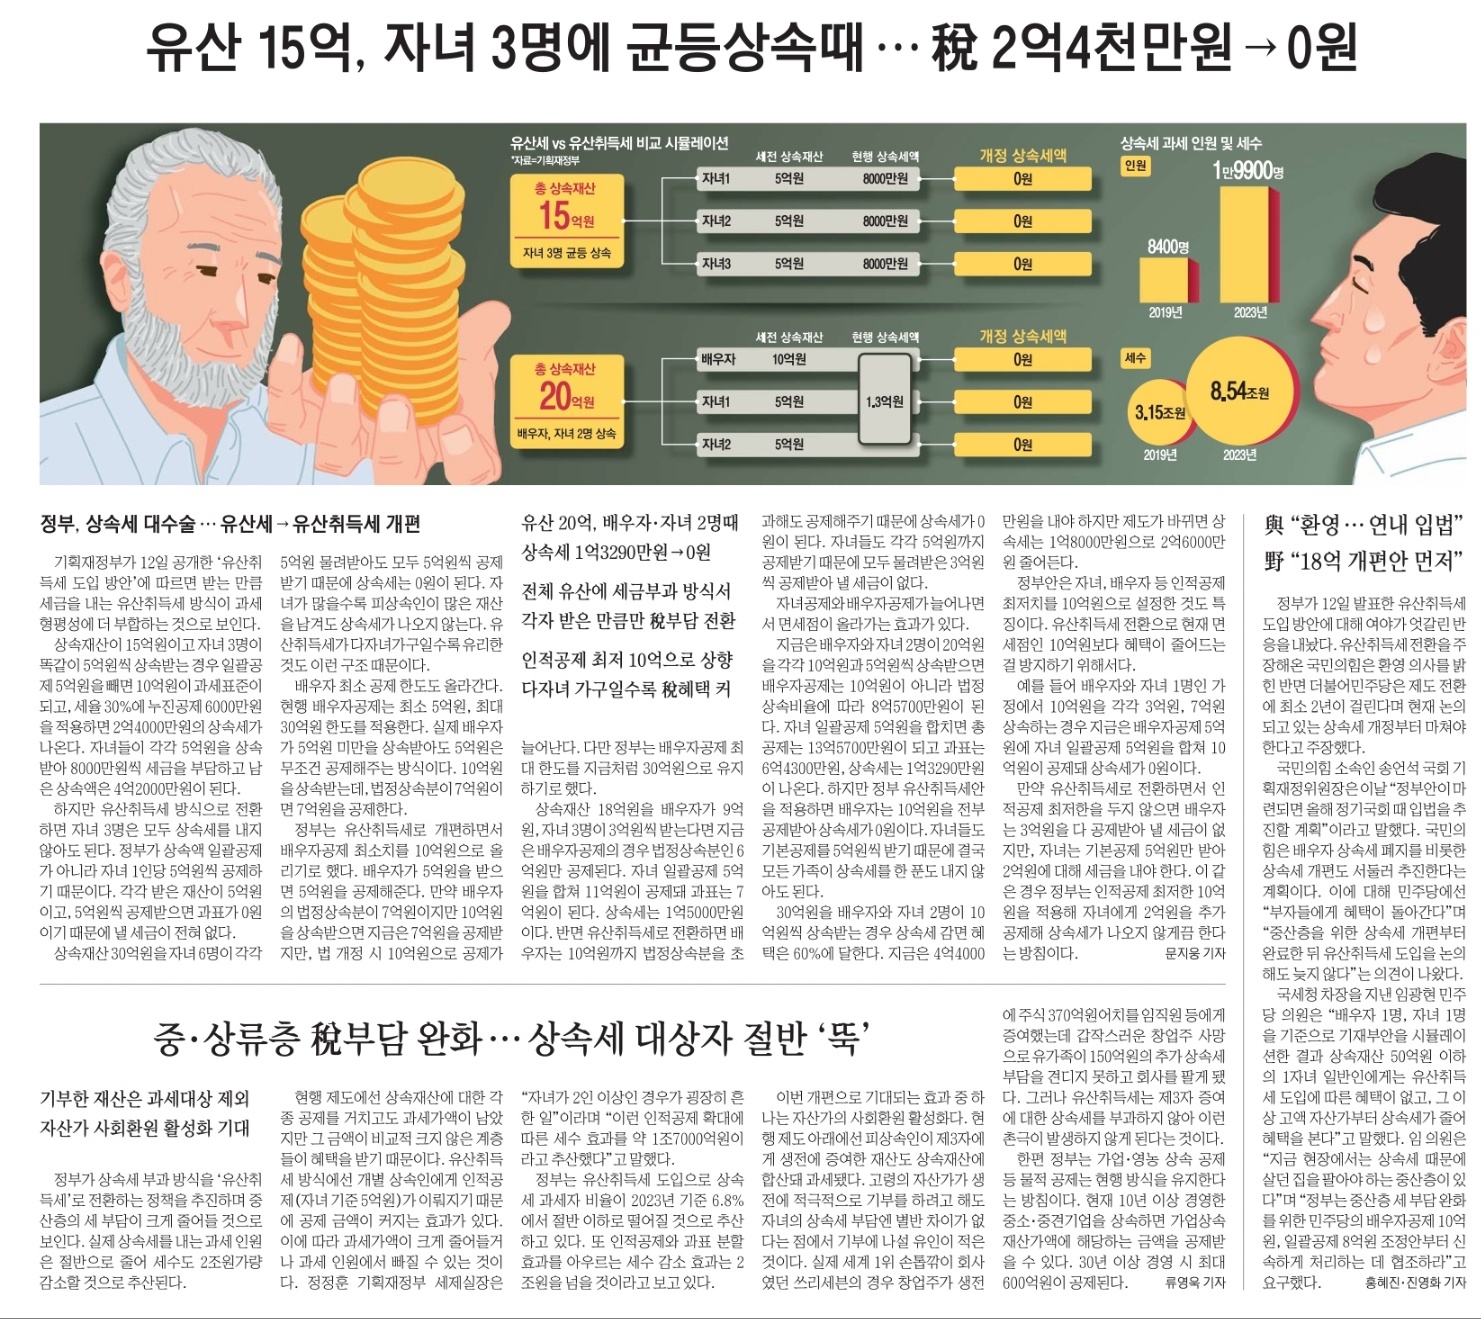 유산 15억, 자녀 3명에 균등상속때… 稅 2억4천만원→0원
유산세 vs 유산취득세 비교 시뮬레이션
*자료=기획재정부
세전 상속재산 현행 상속세액 개정 상속세액
총 상속재산
15억원
자녀 3명 균등 상속
자녀1 5억원 8000만원 0원
자녀2 5억원 8000만원 0원
자녀3 5억원 8000만원 0원
세전 상속재산 현행 상속세액 개정 상속세액
총 상속재산
20억원
배우자, 자녀 2명 상속
배우자 10억원 0원
자녀1 5억원 1.3억원 0원
자녀2 5억원 0원
상속세 과세 인원 및 세수
인원
8400명
1만9900명
2019년 2023년
세수
3.15조원
8.54조원
2019년 2023년
정부, 상속세 대수술… 유산세→유산취득세 개편
기획재정부가 12일 공개한 ‘유산취
득세 도입 방안’에 따르면 받는 만큼
세금을 내는 유산취득세 방식이 과세
형평성에 더 부합하는 것으로 보인다.
상속재산이 15억원이고 자녀 3명이
똑같이 5억원씩 상속받는 경우 일괄공
제 5억원을 빼면 10억원이 과세표준이
되고, 세율 30%에 누진공제 6000만원
을 적용하면 2억4000만원의 상속세가
나온다. 자녀들이 각각 5억원을 상속
받아 8000만원씩 세금을 부담하고 남
은 상속액은 4억2000만원이 된다.
하지만 유산취득세 방식으로 전환
하면 자녀 3명은 모두 상속세를 내지
않아도 된다. 정부가 상속액 일괄공제
가 아니라 자녀 1인당 5억원씩 공제하
기 때문이다. 각각 받은 재산이 5억원
이고, 5억원씩 공제받으면 과표가 0원
이기 때문에 낼 세금이 전혀 없다.
상속재산 30억원을 자녀 6명이 각각
5억원 물려받아도 모두 5억원씩 공제
받기 때문에 상속세는 0원이 된다. 자
녀가 많을수록 피상속인이 많은 재산
을 남겨도 상속세가 나오지 않는다. 유
산취득세가 다자녀가구일수록 유리한
것도 이런 구조 때문이다.
배우자 최소 공제 한도도 올라간다.
현행 배우자공제는 최소 5억원, 최대
30억원 한도를 적용한다. 실제 배우자
가 5억원 미만을 상속받아도 5억원은
무조건 공제해주는 방식이다. 10억원
을 상속받는데, 법정상속분이 7억원이
면 7억원을 공제한다.
정부는 유산취득세로 개편하면서
배우자공제 최소치를 10억원으로 올
리기로 했다. 배우자가 5억원을 받으
면 5억원을 공제해준다. 만약 배우자
의 법정상속분이 7억원이지만 10억원
을 상속받으면 지금은 7억원을 공제받
지만, 법 개정 시 10억원으로 공제가
유산 20억, 배우자·자녀 2명때
상속세 1억3290만원→0원
전체 유산에 세금부과 방식서
각자 받은 만큼만 稅부담 전환
인적공제 최저 10억으로 상향
다자녀 가구일수록 稅혜택 커
늘어난다. 다만 정부는 배우자공제 최
대 한도를 지금처럼 30억원으로 유지
하기로 했다.
상속재산 18억원을 배우자가 9억
원, 자녀 3명이 3억원씩 받는다면 지금
은 배우자공제의 경우 법정상속분인 6
억원만 공제된다. 자녀 일괄공제 5억
원을 합쳐 11억원이 공제돼 과표는 7
억원이 된다. 상속세는 1억5000만원
이다. 반면 유산취득세로 전환하면 배
우자는 10억원까지 법정상속분을 초
과해도 공제해주기 때문에 상속세가 0
원이 된다. 자녀들도 각각 5억원까지
공제받기 때문에 모두 물려받은 3억원
씩 공제받아 낼 세금이 없다.
자녀공제와 배우자공제가 늘어나면
서 면세점이 올라가는 효과가 있다.
지금은 배우자와 자녀 2명이 20억원
을 각각 10억원과 5억원씩 상속받으면
배우자공제는 10억원이 아니라 법정
상속비율에 따라 8억5700만원이 된
다. 자녀 일괄공제 5억원을 합치면 총
공제는 13억5700만원이 되고 과표는
6억4300만원, 상속세는 1억3290만원
이 나온다. 하지만 정부 유산취득세안
을 적용하면 배우자는 10억원을 전부
공제받아 상속세가 0원이다. 자녀들도
기본공제를 5억원씩 받기 때문에 결국
모든 가족이 상속세를 한 푼도 내지 않
아도 된다.
30억원을 배우자와 자녀 2명이 10
억원씩 상속받는 경우 상속세 감면 혜
택은 60%에 달한다. 지금은 4억4000
만원을 내야 하지만 제도가 바뀌면 상
속세는 1억8000만원으로 2억6000만
원 줄어든다.
정부안은 자녀, 배우자 등 인적공제
최저치를 10억원으로 설정한 것도 특
징이다. 유산취득세 전환으로 현재 면
세점인 10억원보다 혜택이 줄어드는
걸 방지하기 위해서다.
예를 들어 배우자와 자녀 1명인 가
정에서 10억원을 각각 3억원, 7억원
상속하는 경우 지금은 배우자공제 5억
원에 자녀 일괄공제 5억원을 합쳐 10
억원이 공제돼 상속세가 0원이다.
만약 유산취득세로 전환하면서 인
적공제 최저한을 두지 않으면 배우자
는 3억원을 다 공제받아 낼 세금이 없
지만, 자녀는 기본공제 5억원만 받아
2억원에 대해 세금을 내야 한다. 이 같
은 경우 정부는 인적공제 최저한 10억
원을 적용해 자녀에게 2억원을 추가
공제해 상속세가 나오지 않게끔 한다
는 방침이다. 문지웅 기자
與 “환영… 연내 입법”
野 “18억 개편안 먼저”
정부가 12일 발표한 유산취득세
도입 방안에 대해 여야가 엇갈린 반
응을 내놨다. 유산취득세 전환을 주
장해온 국민의힘은 환영 의사를 밝
힌 반면 더불어민주당은 제도 전환
에 최소 2년이 걸린다며 현재 논의
되고 있는 상속세 개정부터 마쳐야
한다고 주장했다.
국민의힘 소속인 송언석 국회 기
획재정위원장은 이날 “정부안이 마
련되면 올해 정기국회 때 입법을 추
진할 계획”이라고 말했다. 국민의
힘은 배우자 상속세 폐지를 비롯한
상속세 개편도 서둘러 추진한다는
계획이다. 이에 대해 민주당에선
“부자들에게 혜택이 돌아간다”며
“중산층을 위한 상속세 개편부터
완료한 뒤 유산취득세 도입을 논의
해도 늦지 않다”는 의견이 나왔다.
국세청 차장을 지낸 임광현 민주
당 의원은 “배우자 1명, 자녀 1명
을 기준으로 기재부안을 시뮬레이
션한 결과 상속재산 50억원 이하
의 1자녀 일반인에게는 유산취득
세 도입에 따른 혜택이 없고, 그 이
상 고액 자산가부터 상속세가 줄어
혜택을 본다”고 말했다. 임 의원은
“지금 현장에서는 상속세 때문에
살던 집을 팔아야 하는 중산층이 있
다”며 “정부는 중산층 세 부담 완화
를 위한 민주당의 배우자공제 10억
원, 일괄공제 8억원 조정안부터 신
속하게 처리하는 데 협조하라”고
요구했다. 홍혜진·진영화 기자
중·상류층 稅부담 완화… 상속세 대상자 절반 ‘뚝’
기부한 재산은 과세대상 제외
자산가 사회환원 활성화 기대
정부가 상속세 부과 방식을 ‘유산취
득세’로 전환하는 정책을 추진하며 중
산층의 세 부담이 크게 줄어들 것으로
보인다. 실제 상속세를 내는 과세 인원
은 절반으로 줄어 세수도 2조원가량
감소할 것으로 추산된다.
현행 제도에선 상속재산에 대한 각
종 공제를 거치고도 과세가액이 남았
지만 그 금액이 비교적 크지 않은 계층
들이 혜택을 받기 때문이다. 유산취득
세 방식에선 개별 상속인에게 인적공
제(자녀 기준 5억원)가 이뤄지기 때문
에 공제 금액이 커지는 효과가 있다.
이에 따라 과세가액이 크게 줄어들거
나 과세 인원에서 빠질 수 있는 것이
다. 정정훈 기획재정부 세제실장은
“자녀가 2인 이상인 경우가 굉장히 흔
한 일”이라며 “이런 인적공제 확대에
따른 세수 효과를 약 1조7000억원이
라고 추산했다”고 말했다.
정부는 유산취득세 도입으로 상속
세 과세자 비율이 2023년 기준 6.8%
에서 절반 이하로 떨어질 것으로 추산
하고 있다. 또 인적공제와 과표 분할
효과를 아우르는 세수 감소 효과는 2
조원을 넘을 것이라고 보고 있다.
이번 개편으로 기대되는 효과 중 하
나는 자산가의 사회환원 활성화다. 현
행 제도 아래에선 피상속인이 제3자에
게 생전에 증여한 재산도 상속재산에
합산돼 과세됐다. 고령의 자산가가 생
전에 적극적으로 기부를 하려고 해도
자녀의 상속세 부담엔 별반 차이가 없
다는 점에서 기부에 나설 유인이 적은
것이다. 실제 세계 1위 손톱깎이 회사
였던 쓰리세븐의 경우 창업주가 생전
에 주식 370억원어치를 임직원 등에게
증여했는데 갑작스러운 창업주 사망
으로 유가족이 150억원의 추가 상속세
부담을 견디지 못하고 회사를 팔게 됐
다. 그러나 유산취득세는 제3자 증여
에 대한 상속세를 부과하지 않아 이런
촌극이 발생하지 않게 된다는 것이다.
한편 정부는 가업·영농 상속 공제
등 물적 공제는 현행 방식을 유지한다
는 방침이다. 현재 10년 이상 경영한
중소·중견기업을 상속하면 가업상속
재산가액에 해당하는 금액을 공제받
을 수 있다. 30년 이상 경영 시 최대
600억원이 공제된다. 류영욱 기자